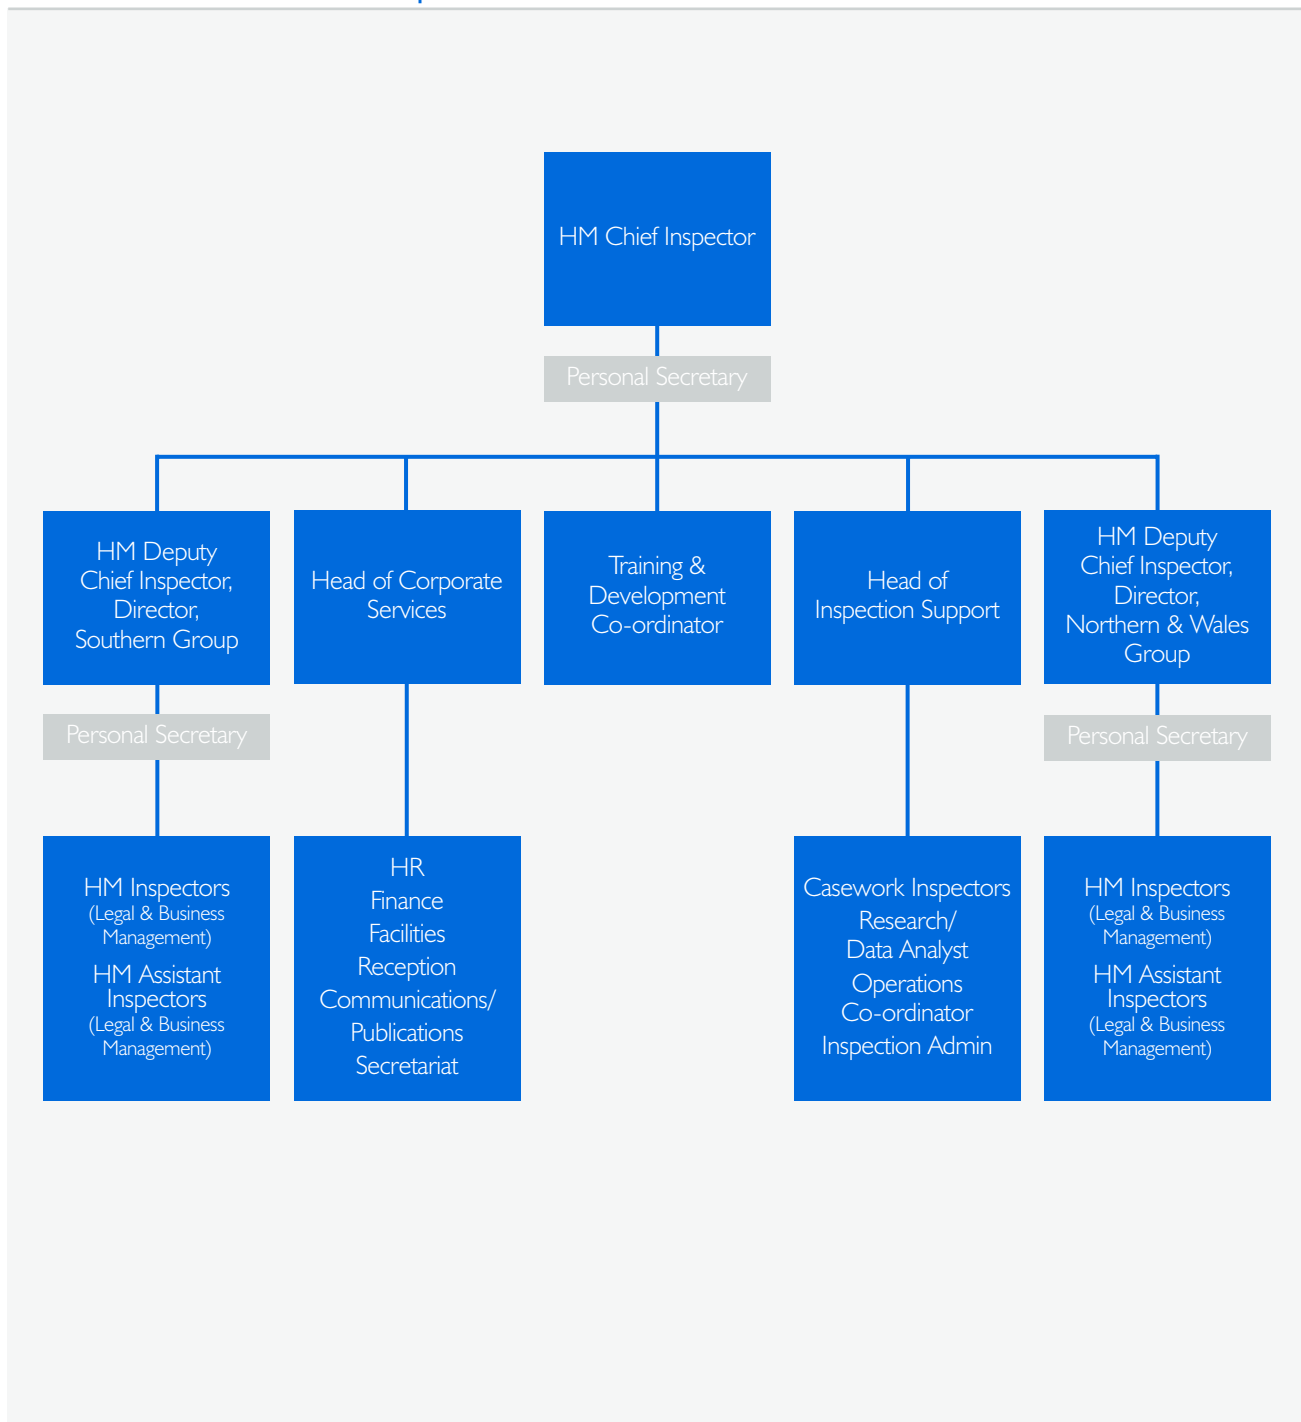 HM Chief Inspector
Personal Secretary
HM Deputy
Chief Inspector,
Director,
Southern Group
Head of Corporate
Services
Training &
Development
Co-ordinator
Head of
Inspection Support
HM Deputy
Chief Inspector,
Director,
Northern & Wales
Group
Personal Secretary
Personal Secretary
HM Inspectors
(Legal & Business
Management)
HM Assistant
Inspectors
(Legal & Business
Management)
HR
Finance
Facilities
Reception
Communications/
Publications
Secretariat
Casework Inspectors
Research/
Data Analyst
Operations
Co-ordinator
Inspection Admin
HM Inspectors
(Legal & Business
Management)
HM Assistant
Inspectors
(Legal & Business
Management)